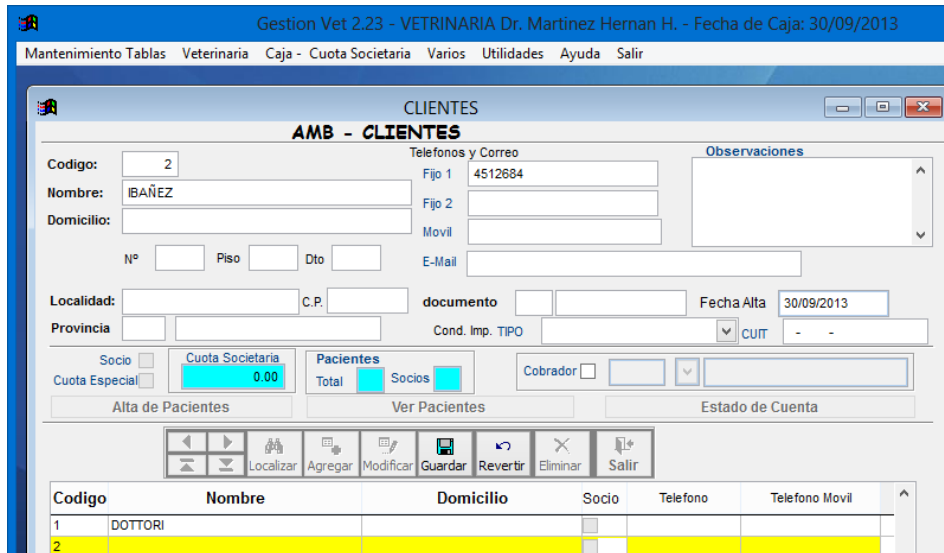 Gestion Vet 2.23 - VETRINARIA Dr. Martinez Hernan H. - Fecha de Caja: 30/09/2013
Mantenimiento Tablas Veterinaria Caja - Cuota Societaria Varios Utilidades Ayuda Salir
CLIENTES
AMB - CLIENTES
Telefonos y Correo Observaciones
Codigo: 2 Fijo 1 4512684
Nombre: IBAÑEZ Fijo 2
Domicilio: Movil
Nº Piso Dto E-Mail
Localidad: C.P. documento Fecha Alta 30/09/2013
Provincia Cond. Imp. TIPO CUIT - -
Socio Cuota Societaria Pacientes
Cuota Especial 0.00 Total Socios Cobrador
Alta de Pacientes Ver Pacientes Estado de Cuenta
Localizar Agregar Modificar Guardar Revertir Eliminar Salir
Codigo Nombre Domicilio Socio Telefono Telefono Movil
1 DOTTORI
2